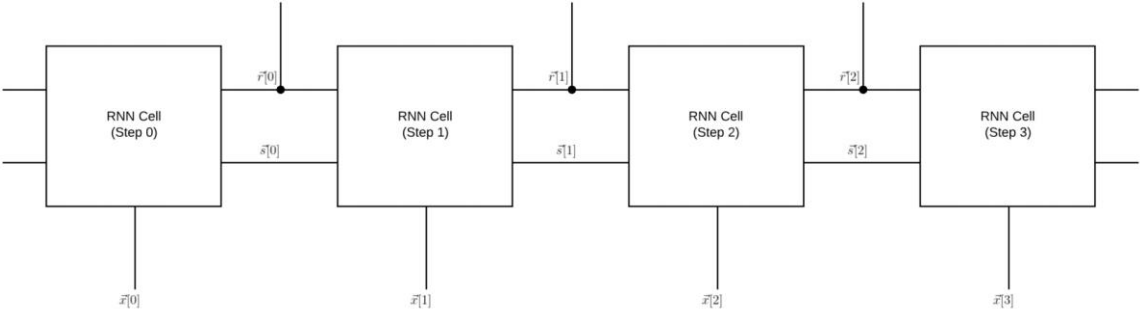 r⃗[0]
r⃗[1]
r⃗[2]
RNN Cell
(Step 0)
RNN Cell
(Step 1)
RNN Cell
(Step 2)
RNN Cell
(Step 3)
s⃗[0]
s⃗[1]
s⃗[2]
x⃗[0]
x⃗[1]
x⃗[2]
x⃗[3]